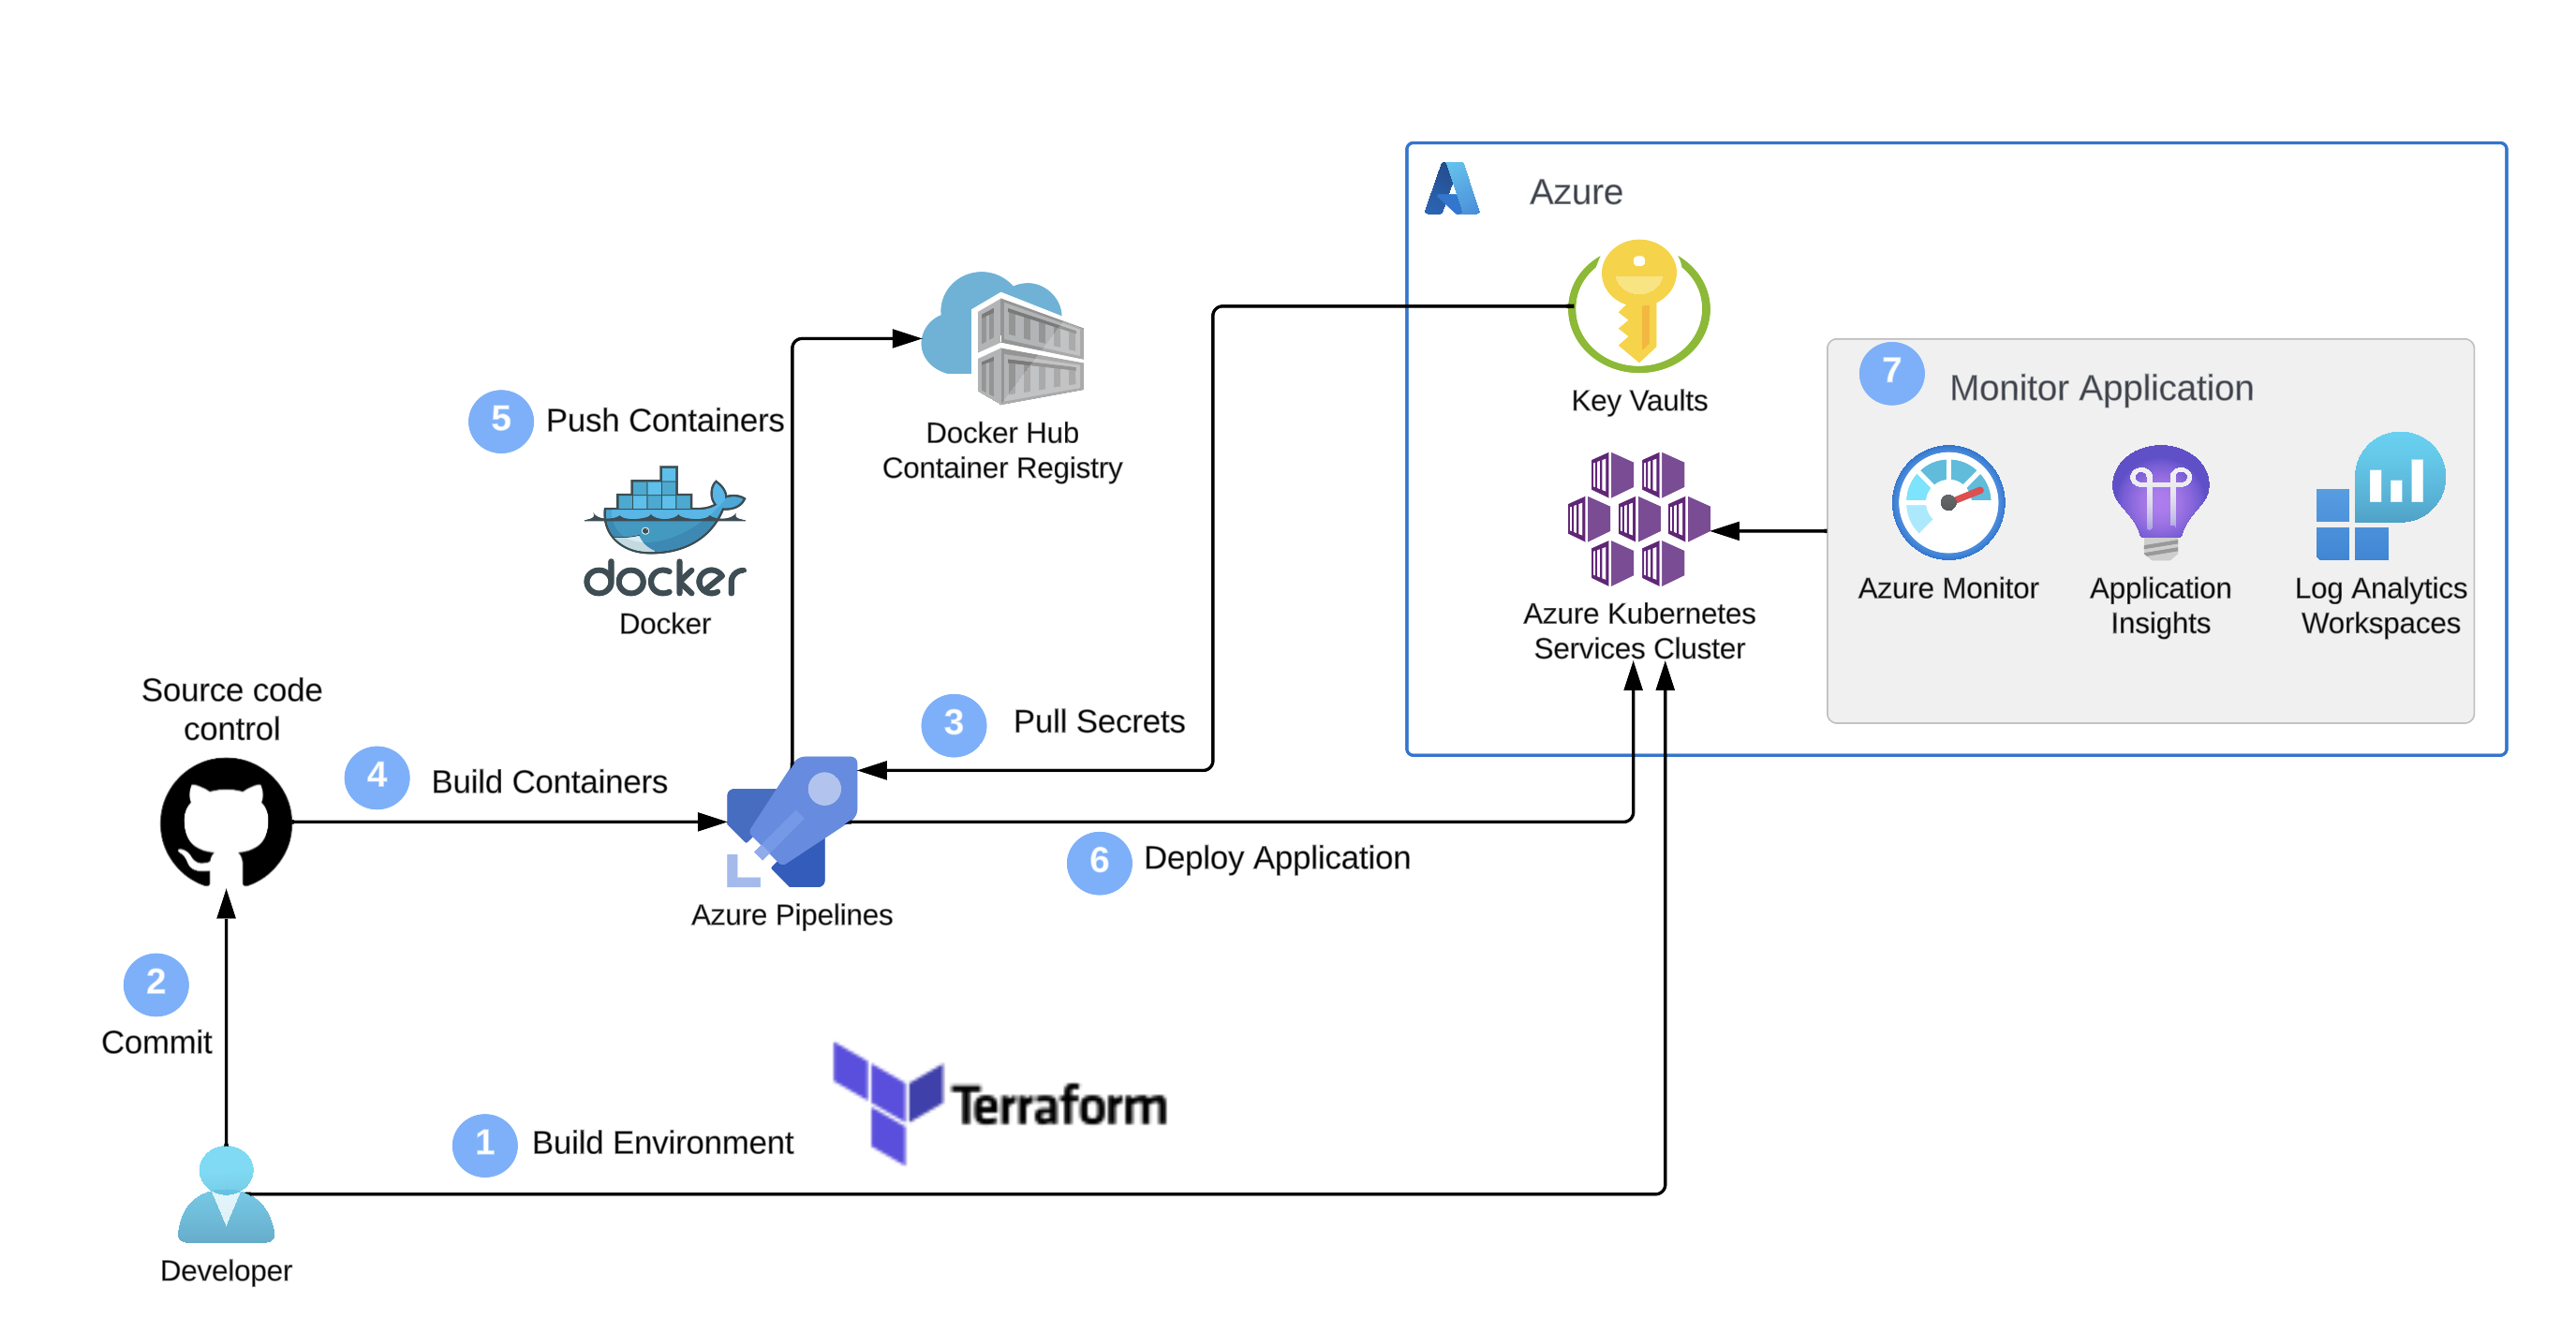 Azure
Key Vaults
7
Monitor Application
Azure Monitor
Application
Insights
Log Analytics
Workspaces
Azure Kubernetes
Services Cluster
Docker Hub
Container Registry
5
Push Containers
docker
Docker
Source code
control
3
Pull Secrets
4
Build Containers
6
Deploy Application
Azure Pipelines
2
Commit
Terraform
1
Build Environment
Developer